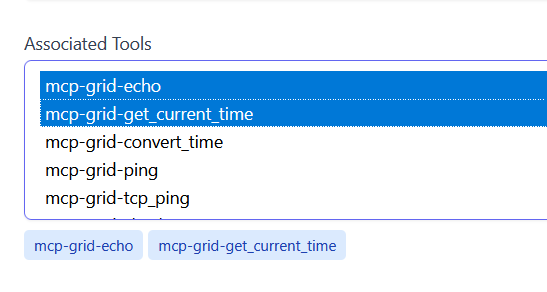 Associated Tools
mcp-grid-echo
mcp-grid-get_current_time
mcp-grid-convert_time
mcp-grid-ping
mcp-grid-tcp_ping
mcp-grid-echo mcp-grid-get_current_time